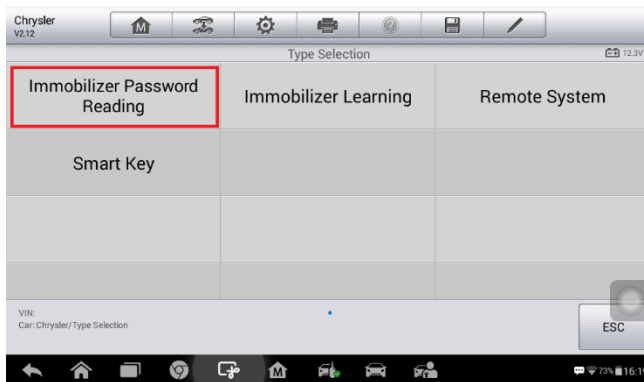 Chrysler
V2.12
Type Selection
12.3V
Immobilizer Password
Reading
Immobilizer Learning
Remote System
Smart Key
VIN:
Car: Chrysler/Type Selection
ESC
73%